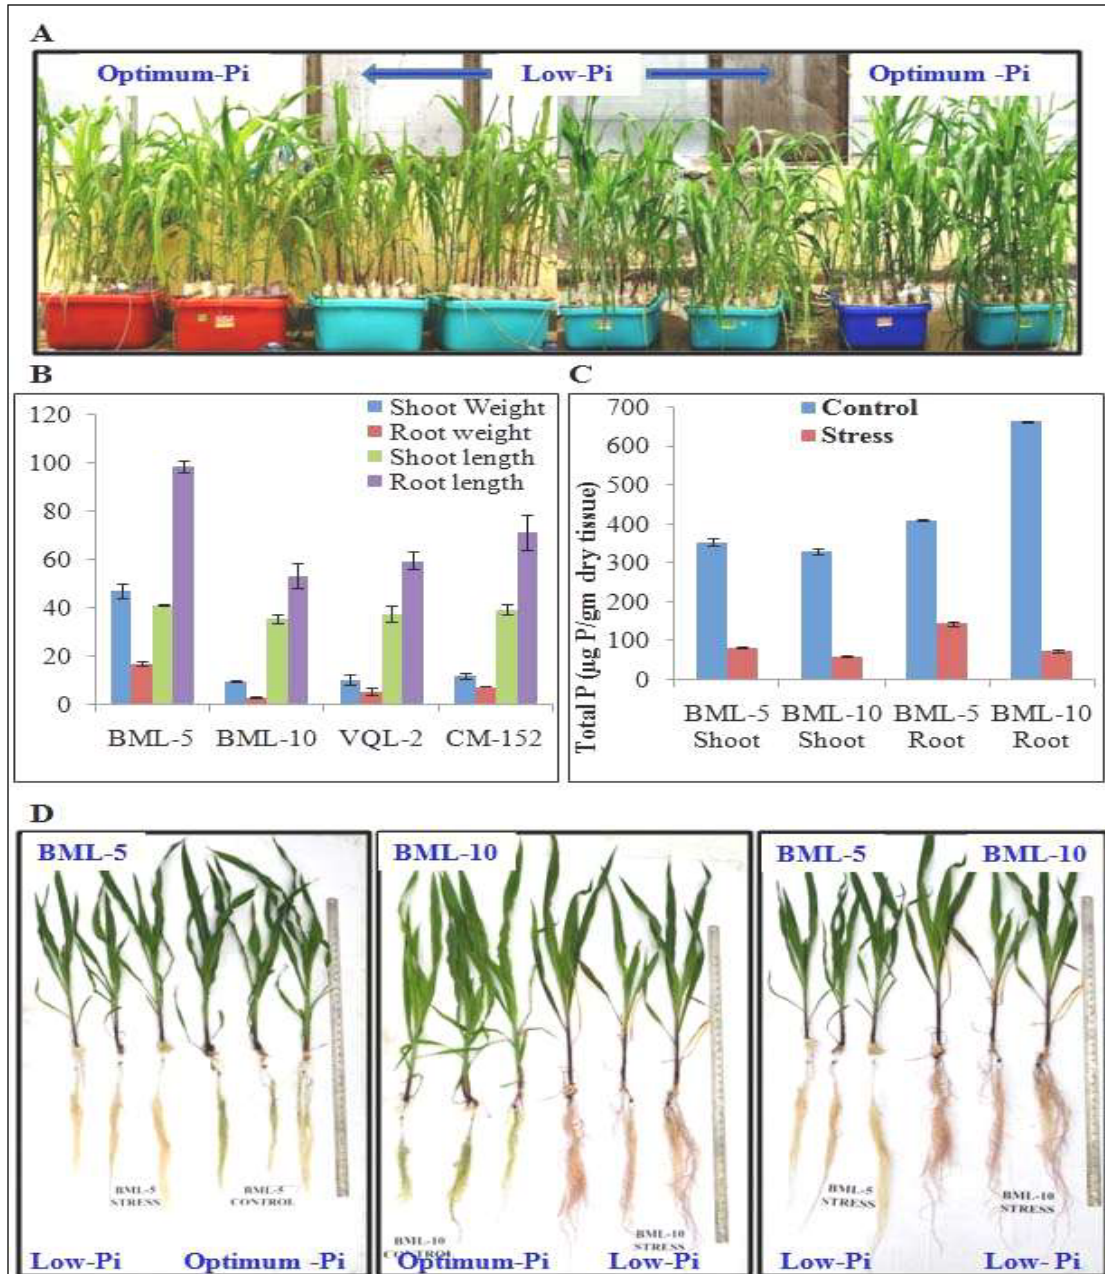 A
Optimum-Pi Low-Pi Optimum -Pi
B
120
100
80
60
40
20
0
Shoot Weight
Root weight
Shoot length
Root length
BML-5 BML-10 VQL-2 CM-152
C
Total P (µg P/gm dry tissue)
700
600
500
400
300
200
100
0
Control
Stress
BML-5 BML-10 BML-5 BML-10
Shoot Shoot Root Root
D
BML-5
BML-5 BML-5
STRESS CONTROL
Low-Pi Optimum -Pi
BML-10
BML-10 BML-10
CONTROL STRESS
Optimum-Pi Low-Pi
BML-5 BML-10
BML-5 BML-10
STRESS STRESS
Low-Pi Low-Pi